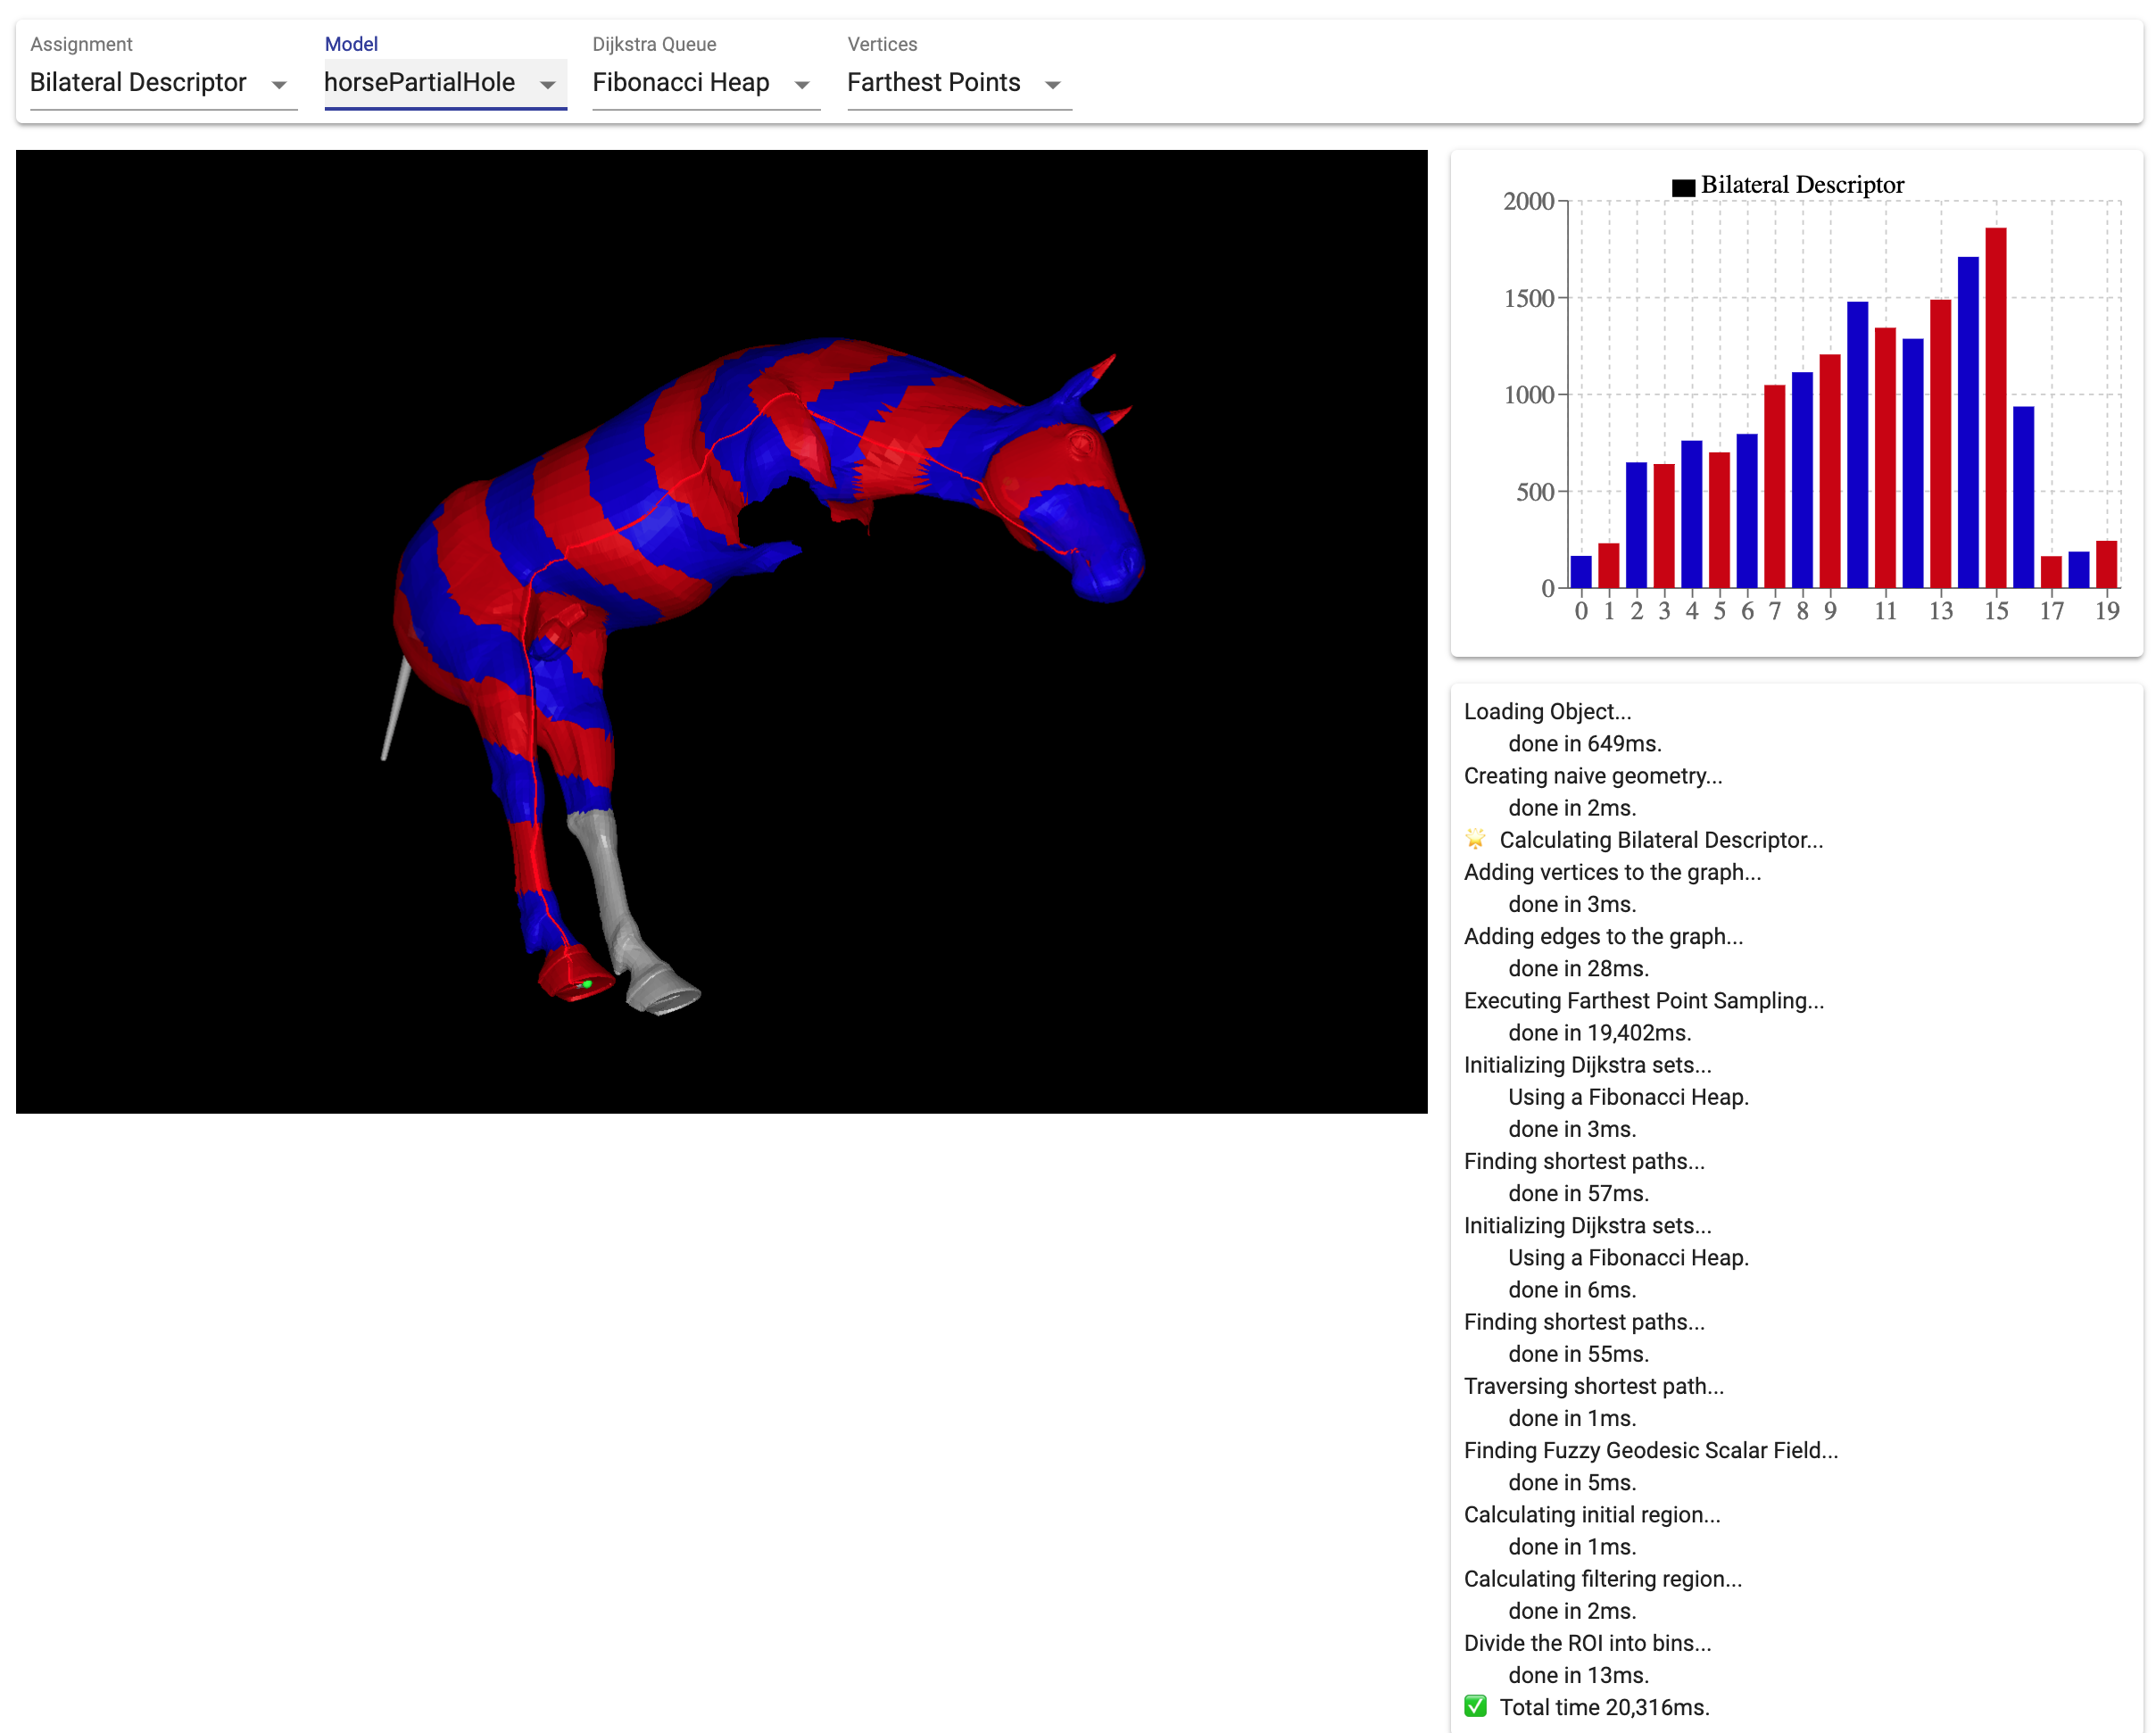 Assignment
Bilateral Descriptor
Model
horsePartialHole
Dijkstra Queue
Fibonacci Heap
Vertices
Farthest Points
Bilateral Descriptor
2000
1500
1000
500
0
0 1 2 3 4 5 6 7 8 9 11 13 15 17 19
Loading Object...
done in 649ms.
Creating naive geometry...
done in 2ms.
🌟 Calculating Bilateral Descriptor...
Adding vertices to the graph...
done in 3ms.
Adding edges to the graph...
done in 28ms.
Executing Farthest Point Sampling...
done in 19,402ms.
Initializing Dijkstra sets...
Using a Fibonacci Heap.
done in 3ms.
Finding shortest paths...
done in 57ms.
Initializing Dijkstra sets...
Using a Fibonacci Heap.
done in 6ms.
Finding shortest paths...
done in 55ms.
Traversing shortest path...
done in 1ms.
Finding Fuzzy Geodesic Scalar Field...
done in 5ms.
Calculating initial region...
done in 1ms.
Calculating filtering region...
done in 2ms.
Divide the ROI into bins...
done in 13ms.
✅ Total time 20,316ms.